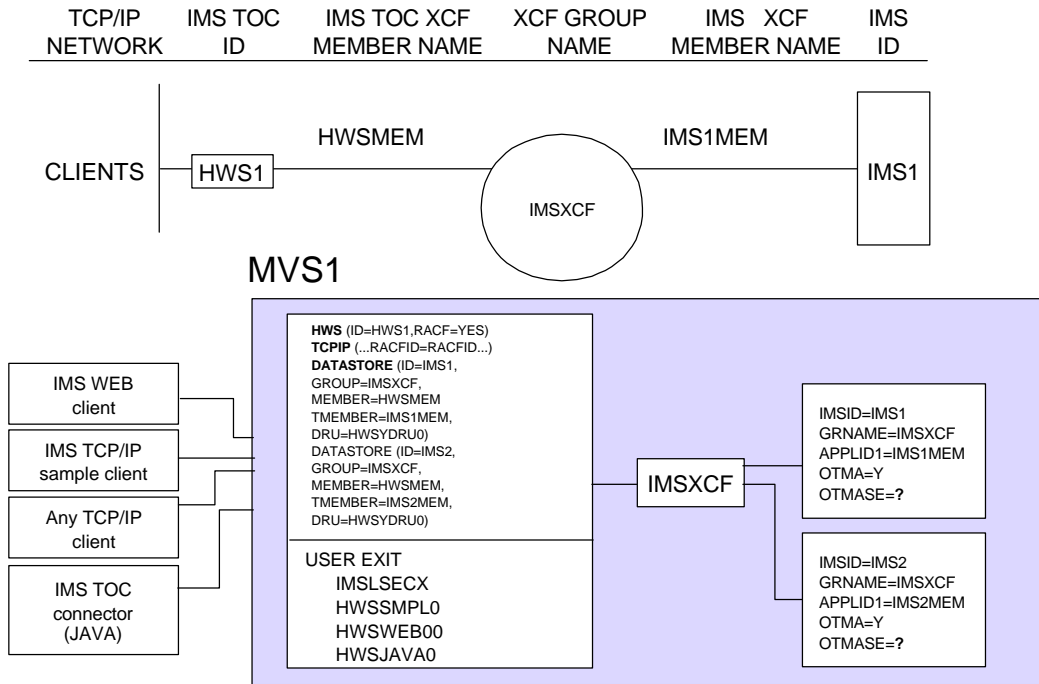 TCP/IP NETWORK
IMS TOC ID
IMS TOC XCF MEMBER NAME
XCF GROUP NAME
IMS XCF MEMBER NAME
IMS ID
CLIENTS
HWS1
HWSMEM
IMSXCF
IMS1MEM
IMS1
MVS1
IMS WEB
client
IMS TCP/IP
sample client
Any TCP/IP
client
IMS TOC
connector
(JAVA)
HWS (ID=HWS1,RACF=YES)
TCPIP (...RACFID=RACFID...)
DATASTORE (ID=IMS1,
GROUP=IMSXCF,
MEMBER=HWSMEM
TMEMBER=IMS1MEM,
DRU=HWSYDRU0)
DATASTORE (ID=IMS2,
GROUP=IMSXCF,
MEMBER=HWSMEM,
TMEMBER=IMS2MEM,
DRU=HWSYDRU0)
USER EXIT
IMSLSECX
HWSSMPL0
HWSWEB00
HWSJAVA0
IMSXCF
IMSID=IMS1
GRNAME=IMSXCF
APPLID1=IMS1MEM
OTMA=Y
OTMASE=?
IMSID=IMS2
GRNAME=IMSXCF
APPLID1=IMS2MEM
OTMA=Y
OTMASE=?